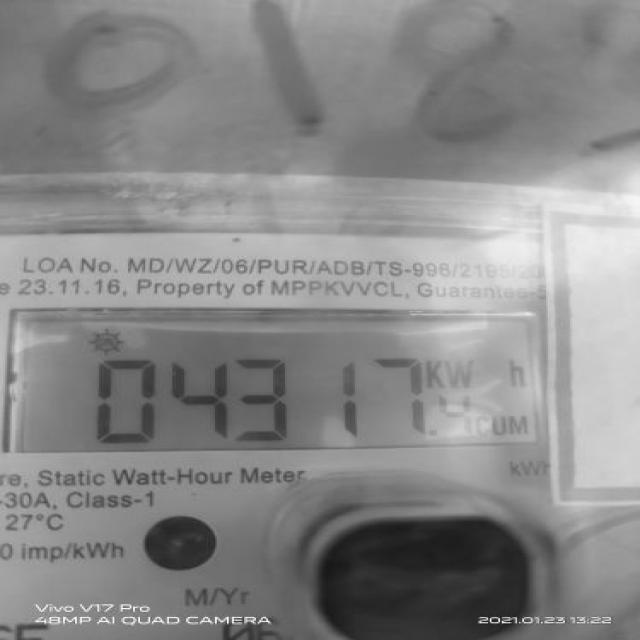 018
LOA No. MD/WZ/06/PUR/ADB/TS-996/2195/20
e 23.11.16, Property of MPPKVVCL, Guarantee-5
04317.4 KW h
CUM
kWh
re, Static Watt-Hour Meter
-30A, Class-1
27°C
0 imp/kWh
M/Yr
Vivo V17 Pro
48MP AI QUAD CAMERA
2021.01.23 13:22